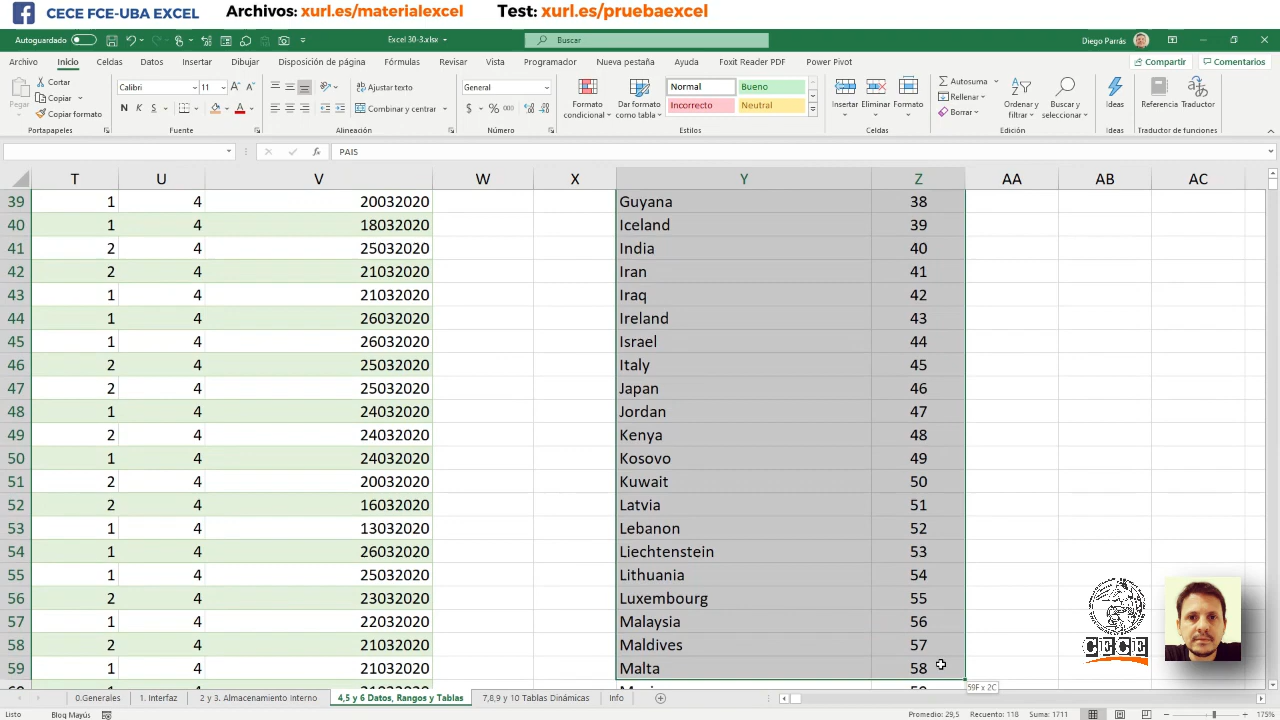 CECE FCE-UBA EXCEL Archivos: xurl.es/materialexcel Test: xurl.es/pruebaexcel
Autoguardado Excel 30-3.xlsx Buscar Diego Parrás
Archivo Inicio Celdas Datos Insertar Dibujar Disposición de página Fórmulas Revisar Vista Programador Nueva pestaña Ayuda Foxit Reader PDF Power Pivot Compartir Comentarios
Pegar Cortar Copiar Copiar formato
Calibri 11
N K S
Ajustar texto
Combinar y centrar
General
$ % 000
Formato condicional Dar formato como tabla
Normal Bueno
Incorrecto Neutral
Insertar Eliminar Formato
Autosuma
Rellenar
Borrar
Ordenar y filtrar Buscar y seleccionar
Ideas
Referencia Traductor
Portapapeles Fuente Alineación Número Estilos Celdas Edición Ideas Traductor de funciones
fx PAIS
T U V W X Y Z AA AB AC
39 1 4 20032020 Guyana 38
40 1 4 18032020 Iceland 39
41 2 4 25032020 India 40
42 2 4 21032020 Iran 41
43 1 4 21032020 Iraq 42
44 1 4 26032020 Ireland 43
45 1 4 26032020 Israel 44
46 2 4 25032020 Italy 45
47 2 4 25032020 Japan 46
48 1 4 24032020 Jordan 47
49 2 4 24032020 Kenya 48
50 1 4 24032020 Kosovo 49
51 2 4 20032020 Kuwait 50
52 2 4 16032020 Latvia 51
53 1 4 13032020 Lebanon 52
54 1 4 26032020 Liechtenstein 53
55 1 4 25032020 Lithuania 54
56 2 4 23032020 Luxembourg 55
57 1 4 22032020 Malaysia 56
58 2 4 21032020 Maldives 57
59 1 4 21032020 Malta 58
59F x 2C
CECE
0.Generales 1. Interfaz 2 y 3. Almacenamiento Interno 4,5 y 6 Datos, Rangos y Tablas 7,8,9 y 10 Tablas Dinámicas Info
Listo Bloq Mayús Promedio: 29,5 Recuento: 118 Suma: 1711 175%